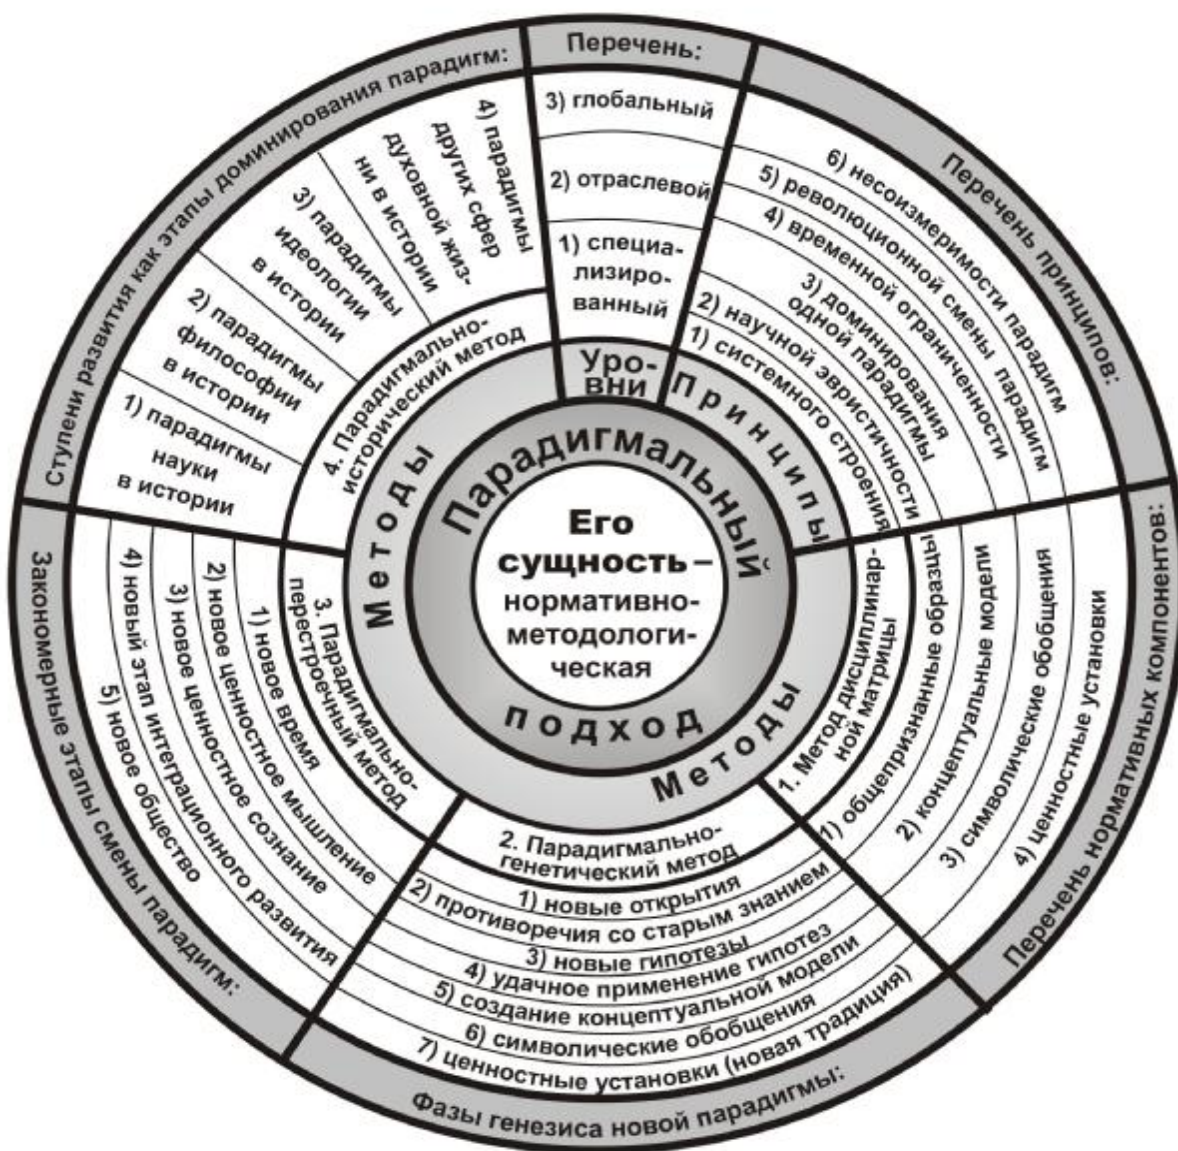 Парадигмальный
подход
Его
сущность –
нормативно-
методологи-
ческая
Уро-
вни
Перечень:
1) специа-
лизиро-
ванный
2) отраслевой
3) глобальный
Принципы
Перечень принципов:
1) системного строения
2) научной эвристичности
3) доминирования
одной парадигмы
4) временной ограниченности
5) революционной смены парадигм
6) несоизмеримости парадигм
Методы
1. Метод дисциплинар-
ной матрицы
Перечень нормативных компонентов:
1) общепризнанные образцы
2) концептуальные модели
3) символические обобщения
4) ценностные установки
2. Парадигмально-
генетический метод
Фазы генезиса новой парадигмы:
1) новые открытия
2) противоречия со старым знанием
3) новые гипотезы
4) удачное применение гипотез
5) создание концептуальной модели
6) символические обобщения
7) ценностные установки (новая традиция)
Методы
3. Парадигмально-
перестроечный метод
Закономерные этапы смены парадигм:
1) новое время
2) новое ценностное мышление
3) новое ценностное сознание
4) новый этап интеграционного развития
5) новое общество
4. Парадигмально-
исторический метод
Ступени развития как этапы доминирования парадигм:
1) парадигмы
науки
в истории
2) парадигмы
философии
в истории
3) парадигмы
идеологии
в истории
4) парадигмы
других сфер
духовной жиз-
ни в истории